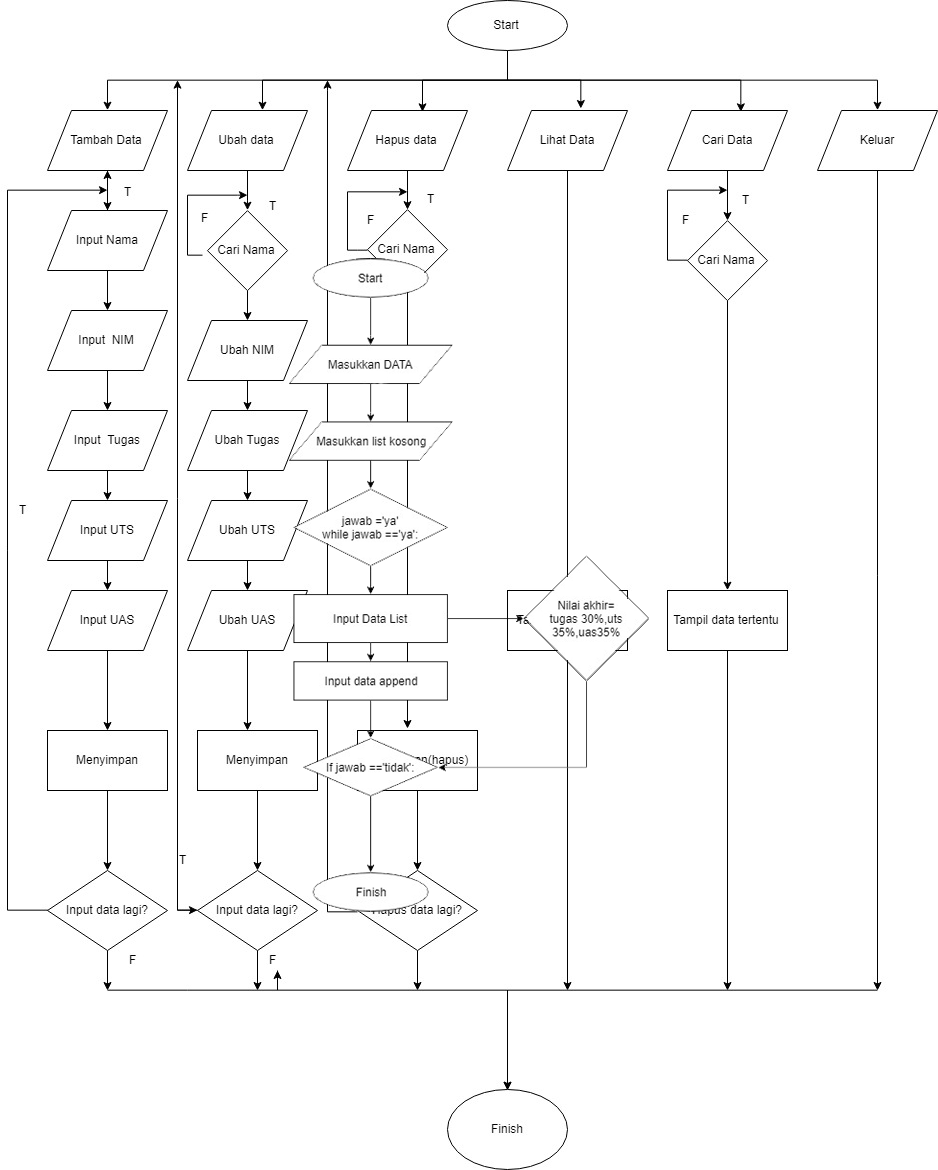 Start
Tambah Data
Ubah data
Hapus data
Lihat Data
Cari Data
Keluar
T
F
T
F
T
F
T
Input Nama
Cari Nama
Cari Nama
Cari Nama
Start
Input  NIM
Ubah NIM
Masukkan DATA
Input  Tugas
Ubah Tugas
Masukkan list kosong
T
Input UTS
Ubah UTS
jawab ='ya'
while jawab =='ya':
Input UAS
Ubah UAS
Input Data List
Nilai akhir=
tugas 30%,uts
35%,uas35%
Tampil data tertentu
Input data append
Menyimpan
Menyimpan
If jawab =='tidak':
(hapus)
T
Input data lagi?
Input data lagi?
Finish
Hapus data lagi?
F
F
Finish